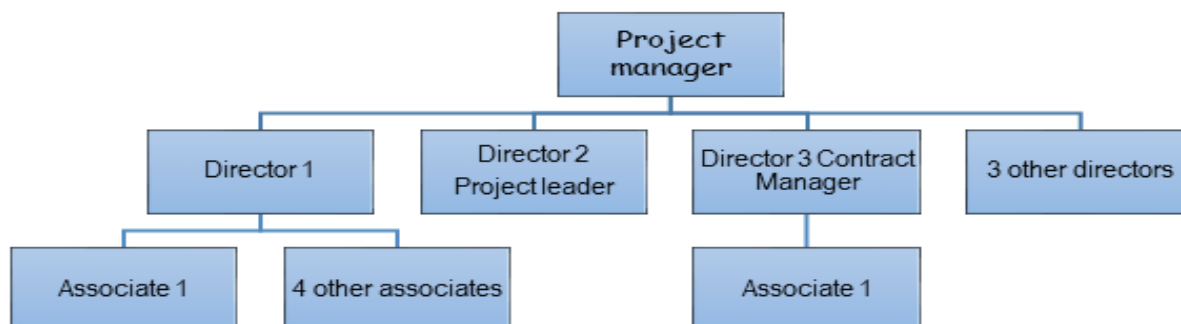 Project
manager
Director 1
Director 2
Project leader
Director 3 Contract
Manager
3 other directors
Associate 1
4 other associates
Associate 1